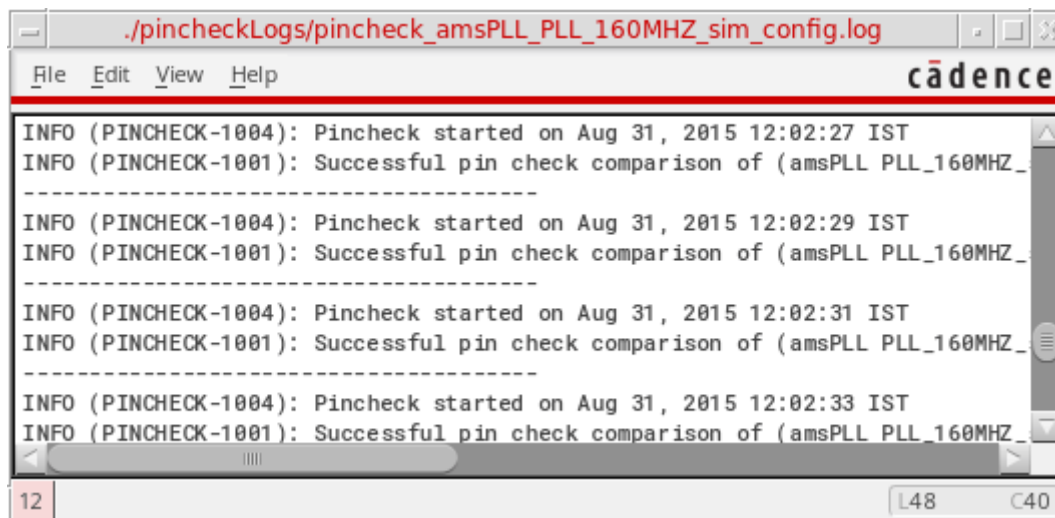 ./pincheckLogs/pincheck_amsPLL_PLL_160MHZ_sim_config.log
File Edit View Help
cādence
INFO (PINCHECK-1004): Pincheck started on Aug 31, 2015 12:02:27 IST
INFO (PINCHECK-1001): Successful pin check comparison of (amsPLL PLL_160MHZ_
---------------------------------------
INFO (PINCHECK-1004): Pincheck started on Aug 31, 2015 12:02:29 IST
INFO (PINCHECK-1001): Successful pin check comparison of (amsPLL PLL_160MHZ_
---------------------------------------
INFO (PINCHECK-1004): Pincheck started on Aug 31, 2015 12:02:31 IST
INFO (PINCHECK-1001): Successful pin check comparison of (amsPLL PLL_160MHZ_
---------------------------------------
INFO (PINCHECK-1004): Pincheck started on Aug 31, 2015 12:02:33 IST
INFO (PINCHECK-1001): Successful pin check comparison of (amsPLL PLL_160MHZ_
12 L48 C40